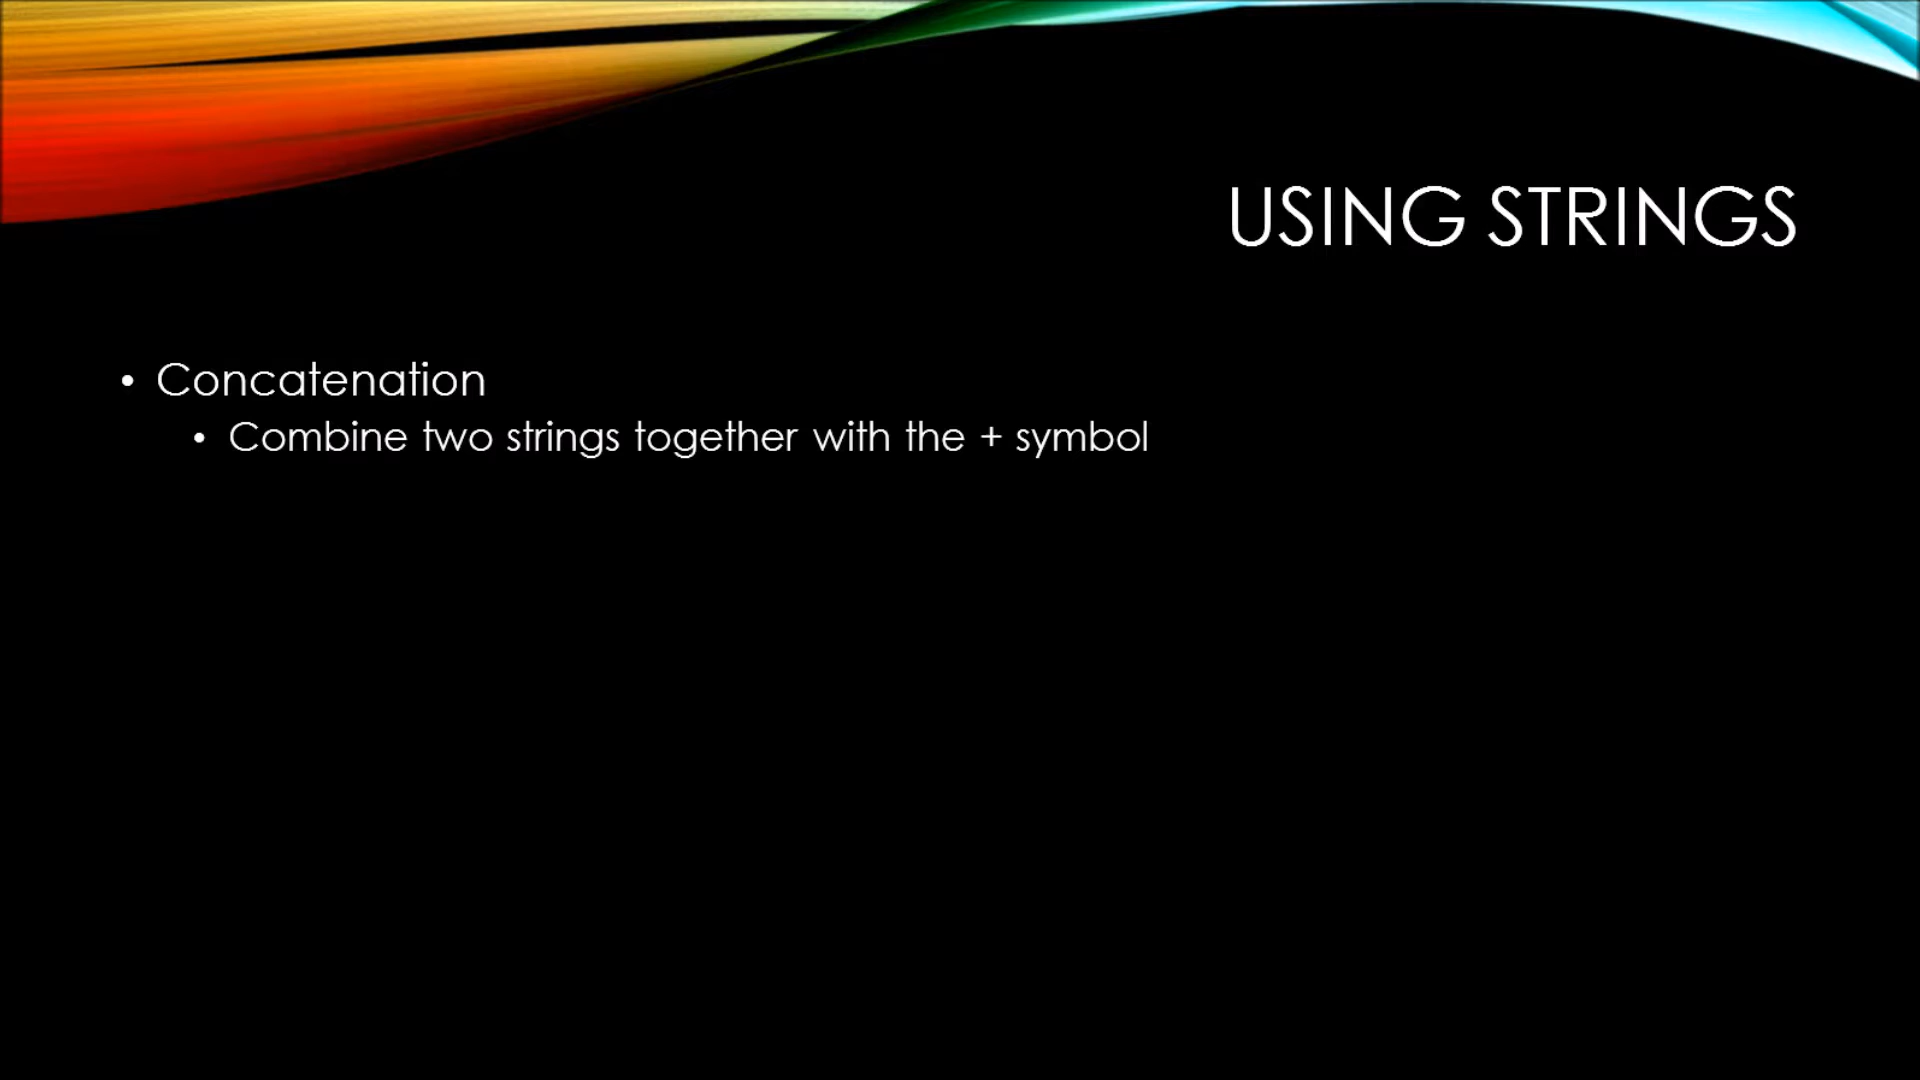 USING STRINGS
• Concatenation
• Combine two strings together with the + symbol